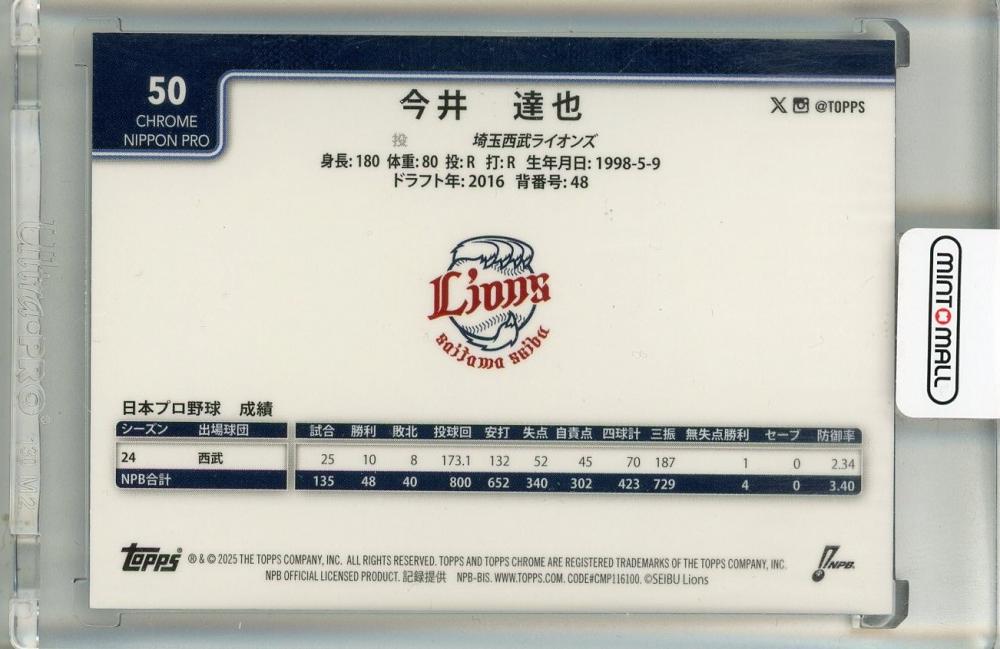 50
CHROME
NIPPON PRO
今井　達也
X @TOPPS
投　埼玉西武ライオンズ
身長: 180 体重: 80 投: R 打: R 生年月日: 1998-5-9
ドラフト年: 2016 背番号: 48
Lions
saitama seibu
日本プロ野球　成績
シーズン 出場球団 試合 勝利 敗北 投球回 安打 失点 自責点 四球計 三振 無失点勝利 セーブ 防御率
24 西武 25 10 8 173.1 132 52 45 70 187 1 0 2.34
NPB合計 135 48 40 800 652 340 302 423 729 4 0 3.40
topps ® & © 2025 THE TOPPS COMPANY, INC. ALL RIGHTS RESERVED. TOPPS AND TOPPS CHROME ARE REGISTERED TRADEMARKS OF THE TOPPS COMPANY, INC.
NPB OFFICIAL LICENSED PRODUCT. 記録提供 NPB-BIS. WWW.TOPPS.COM. CODE#CMP116100. ©SEIBU Lions
NPB.
MINT MALL
Ultra·PRO® 130 M2